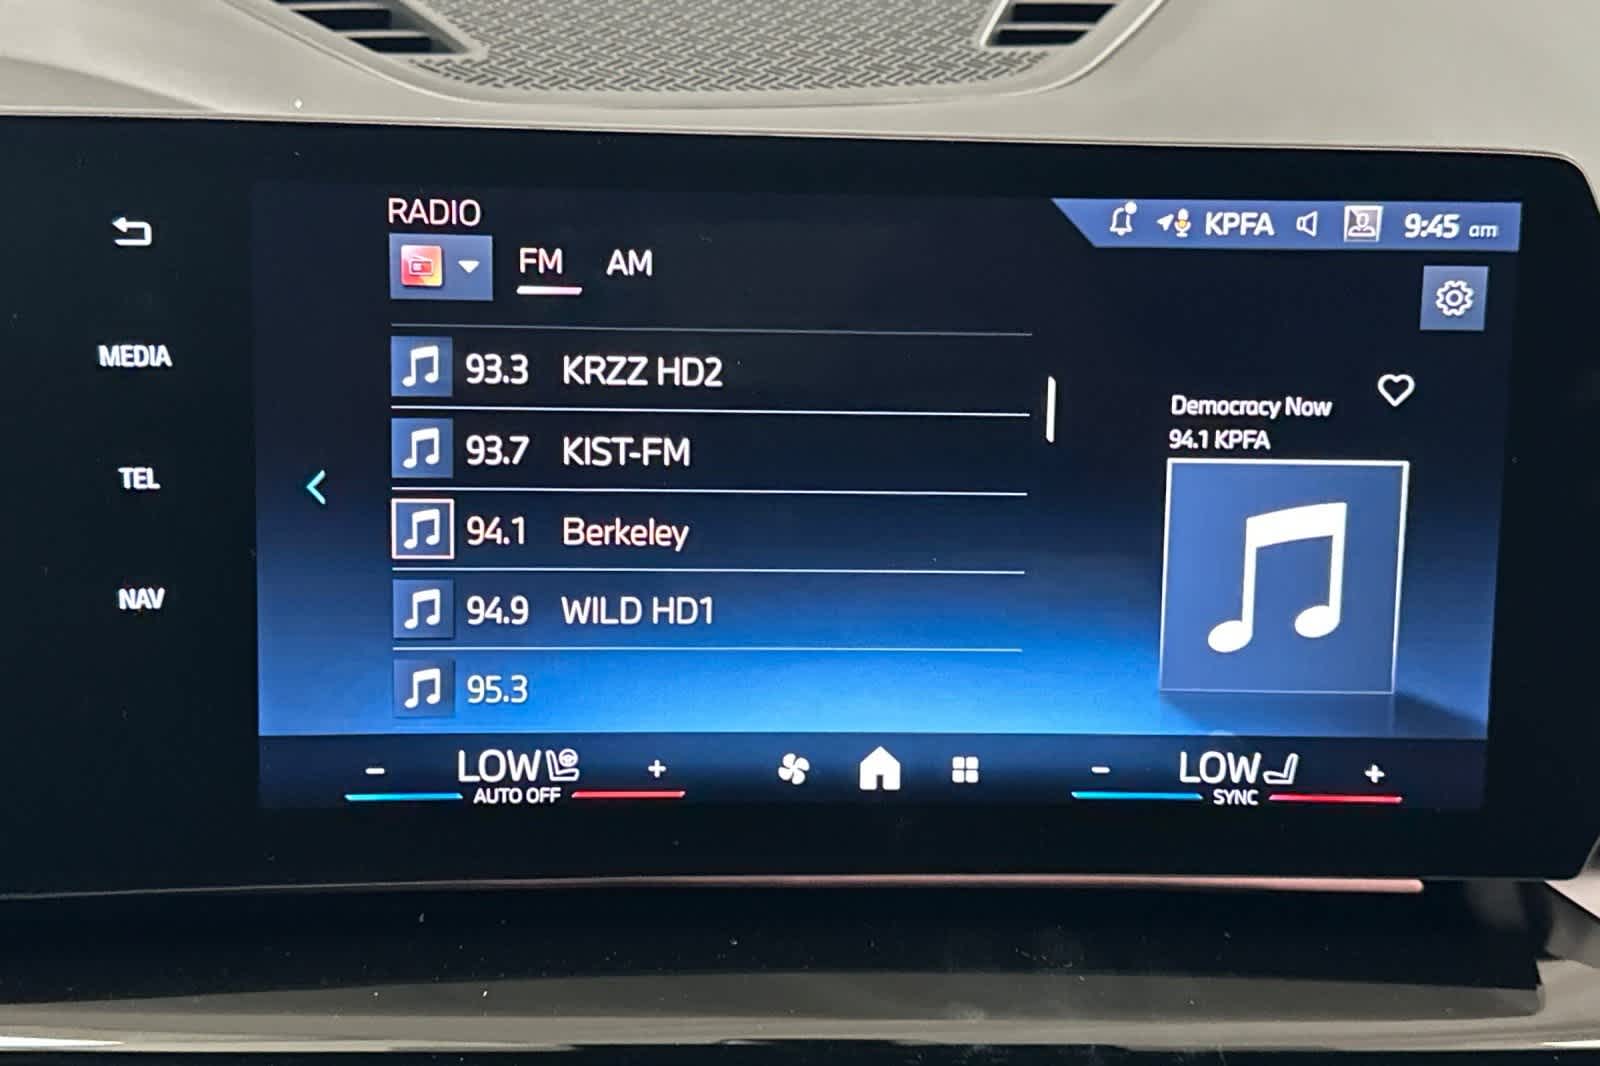 RADIO
KPFA 9:45 am
FM AM
MEDIA
TEL
NAV
93.3 KRZZ HD2
93.7 KIST-FM
94.1 Berkeley
94.9 WILD HD1
95.3
Democracy Now
94.1 KPFA
- LOW +
AUTO OFF
- LOW +
SYNC